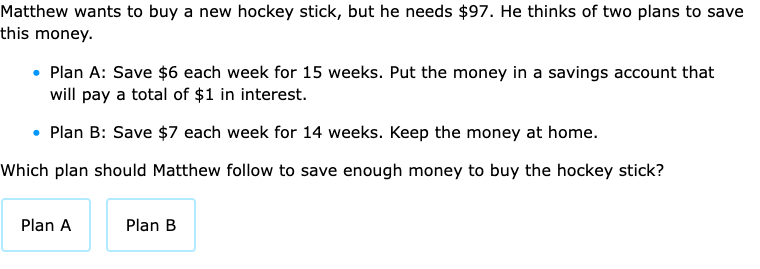 Matthew wants to buy a new hockey stick, but he needs $97. He thinks of two plans to save
this money.
• Plan A: Save $6 each week for 15 weeks. Put the money in a savings account that
will pay a total of $1 in interest.
• Plan B: Save $7 each week for 14 weeks. Keep the money at home.
Which plan should Matthew follow to save enough money to buy the hockey stick?
Plan A
Plan B